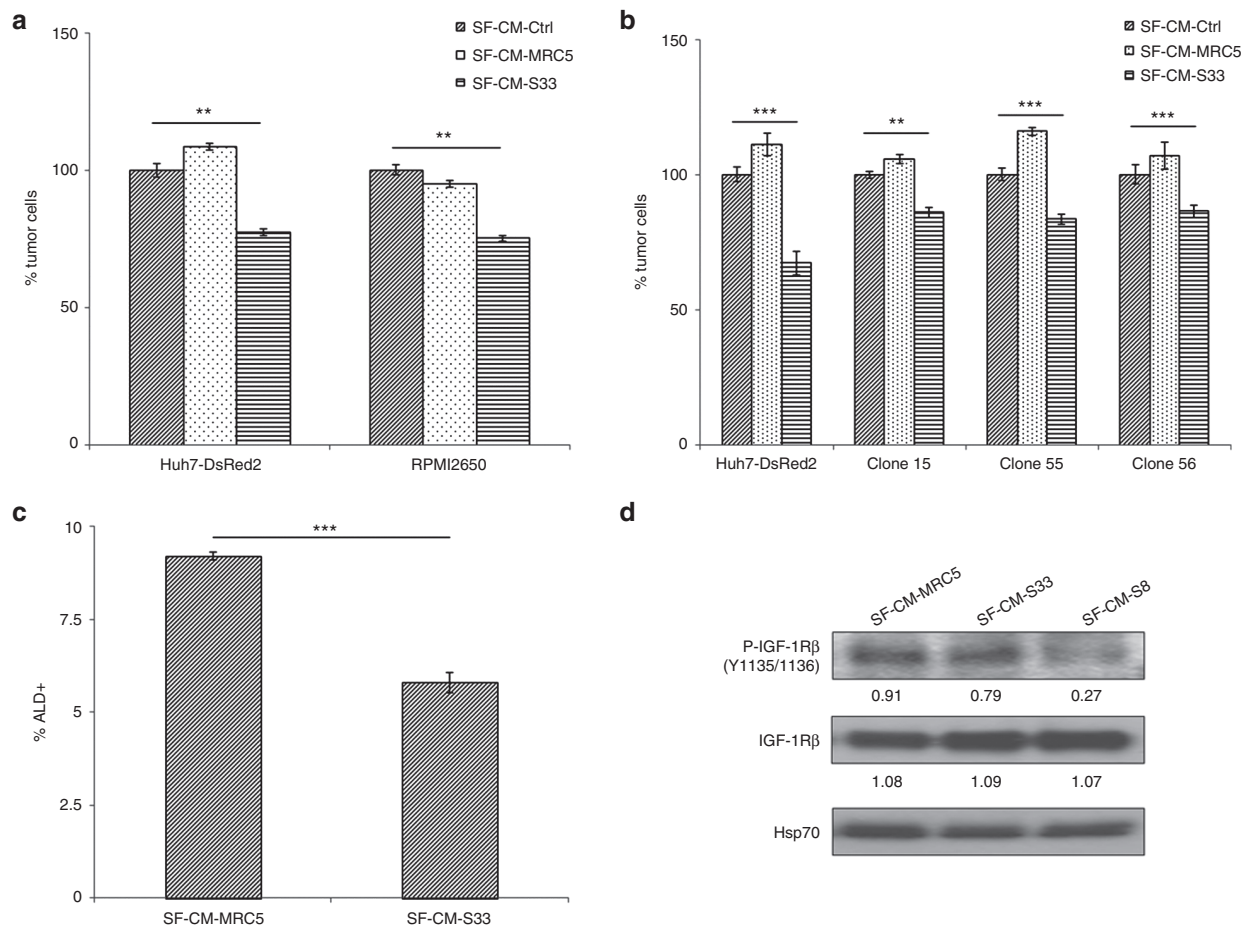 a
150
100
50
0
% tumor cells
SF-CM-Ctrl
SF-CM-MRC5
SF-CM-S33
**
**
Huh7-DsRed2
RPMI2650
b
150
100
50
0
% tumor cells
SF-CM-Ctrl
SF-CM-MRC5
SF-CM-S33
***
**
***
***
Huh7-DsRed2
Clone 15
Clone 55
Clone 56
c
10
7.5
5
2.5
0
% ALD+
***
SF-CM-MRC5
SF-CM-S33
d
SF-CM-MRC5
SF-CM-S33
SF-CM-S8
P-IGF-1Rβ
(Y1135/1136)
0.91
0.79
0.27
IGF-1Rβ
1.08
1.09
1.07
Hsp70